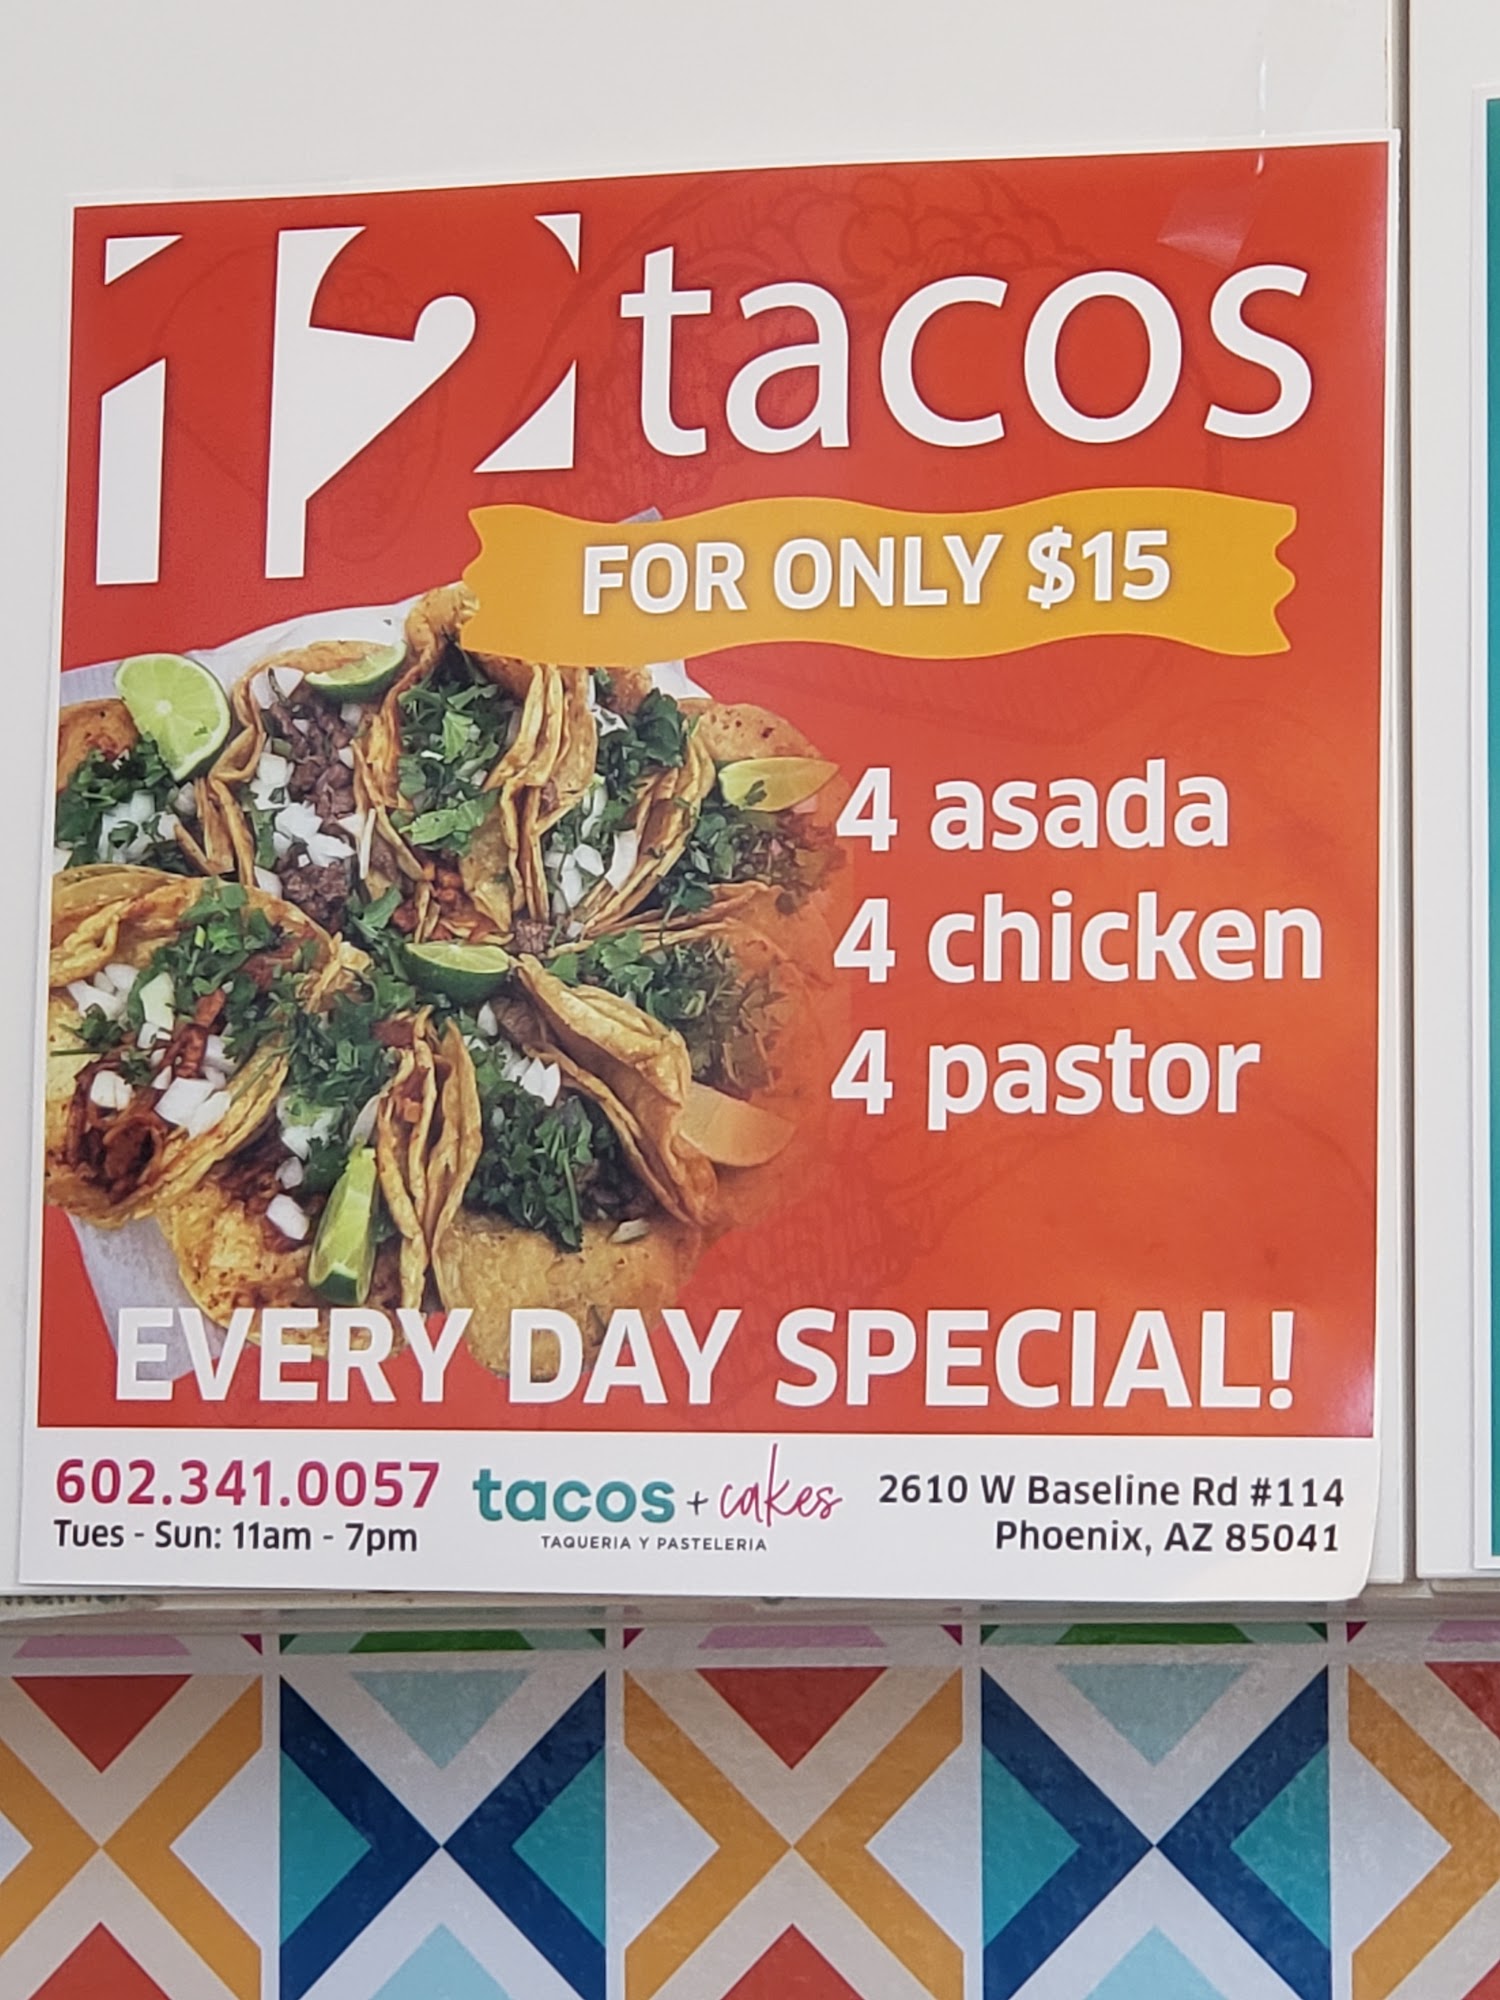 12 tacos
FOR ONLY $15
4 asada
4 chicken
4 pastor
EVERY DAY SPECIAL!
602.341.0057
Tues - Sun: 11am - 7pm
tacos + cakes
TAQUERIA Y PASTELERIA
2610 W Baseline Rd #114
Phoenix, AZ 85041